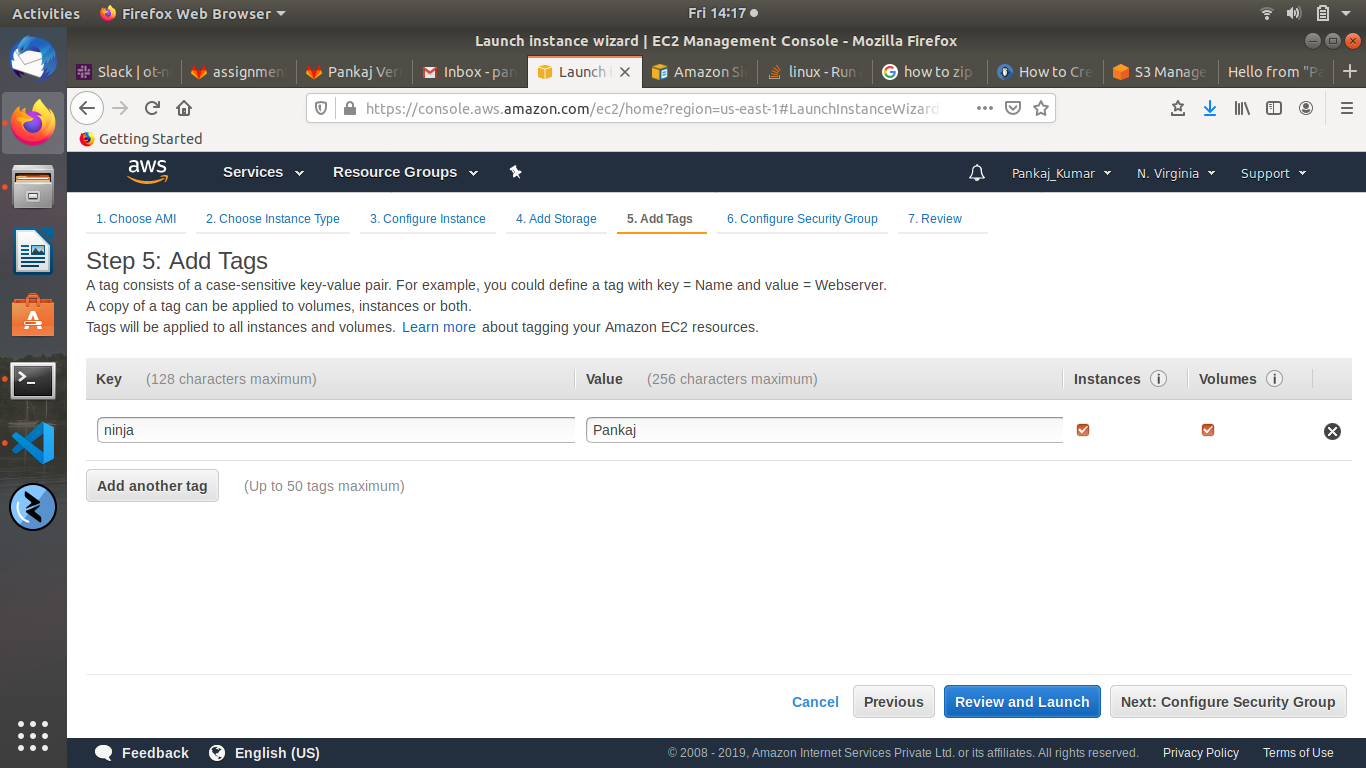 Activities Firefox Web Browser Fri 14:17
Launch instance wizard | EC2 Management Console - Mozilla Firefox
Slack | ot-n assignment Pankaj Ver Inbox - pan Launch i Amazon Si linux - Run how to zip How to Cre S3 Manage Hello from "Pa
https://console.aws.amazon.com/ec2/home?region=us-east-1#LaunchInstanceWizard
Getting Started
aws Services Resource Groups Pankaj_Kumar N. Virginia Support
1. Choose AMI 2. Choose Instance Type 3. Configure Instance 4. Add Storage 5. Add Tags 6. Configure Security Group 7. Review
Step 5: Add Tags
A tag consists of a case-sensitive key-value pair. For example, you could define a tag with key = Name and value = Webserver.
A copy of a tag can be applied to volumes, instances or both.
Tags will be applied to all instances and volumes. Learn more about tagging your Amazon EC2 resources.
Key (128 characters maximum) Value (256 characters maximum) Instances i Volumes i
ninja Pankaj
Add another tag (Up to 50 tags maximum)
Cancel Previous Review and Launch Next: Configure Security Group
Feedback English (US) © 2008 - 2019, Amazon Internet Services Private Ltd. or its affiliates. All rights reserved. Privacy Policy Terms of Use